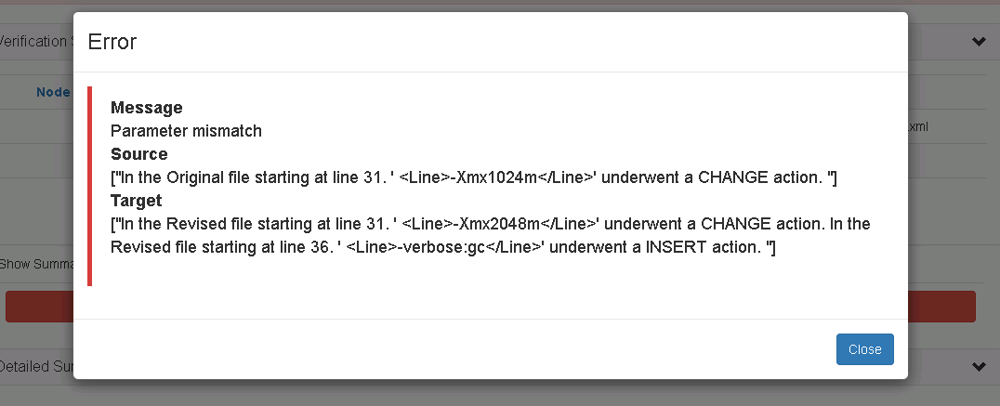 Error
Verification S
Node
.xml
Message
Parameter mismatch
Source
["In the Original file starting at line 31. ' <Line>-Xmx1024m</Line>' underwent a CHANGE action. "]
Target
["In the Revised file starting at line 31. ' <Line>-Xmx2048m</Line>' underwent a CHANGE action. In the
Revised file starting at line 36. ' <Line>-verbose:gc</Line>' underwent a INSERT action. "]
Show Summa
Close
Detailed Su